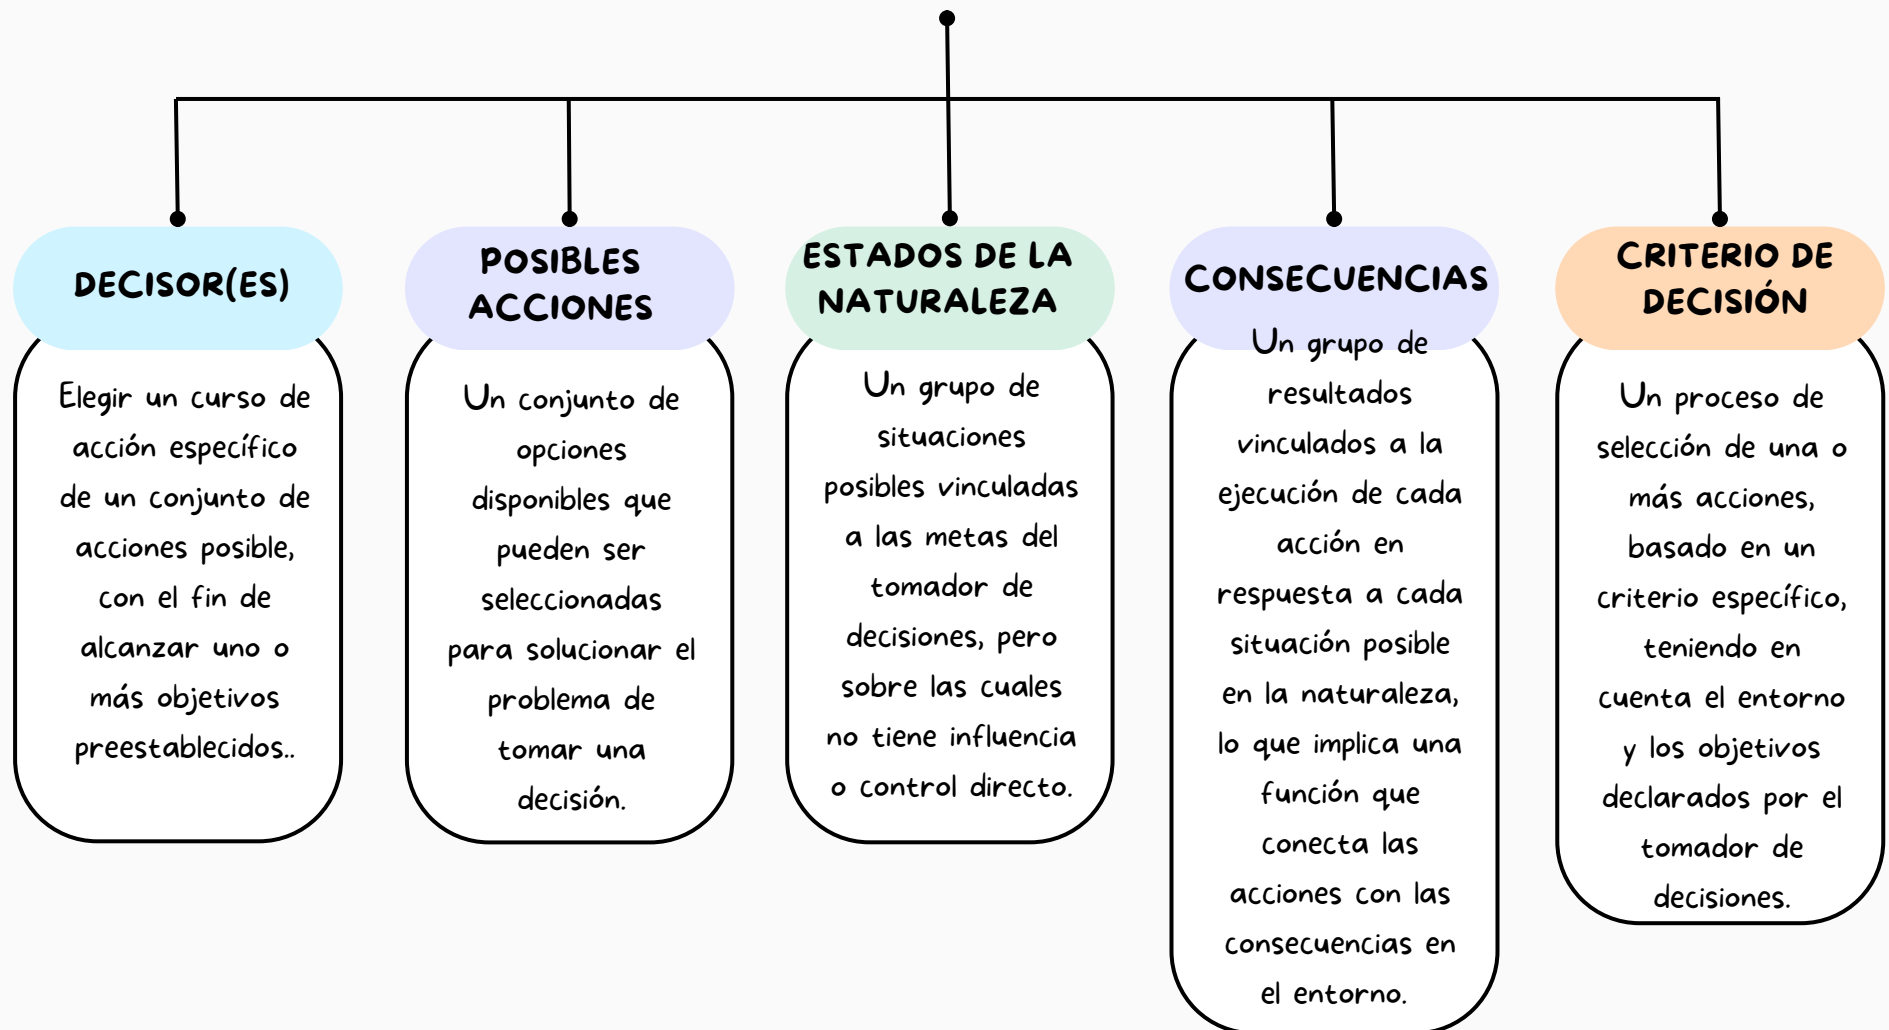 DECISOR(ES)
Elegir un curso de
acción específico
de un conjunto de
acciones posible,
con el fin de
alcanzar uno o
más objetivos
preestablecidos..
POSIBLES
ACCIONES
Un conjunto de
opciones
disponibles que
pueden ser
seleccionadas
para solucionar el
problema de
tomar una
decisión.
ESTADOS DE LA
NATURALEZA
Un grupo de
situaciones
posibles vinculadas
a las metas del
tomador de
decisiones, pero
sobre las cuales
no tiene influencia
o control directo.
CONSECUENCIAS
Un grupo de
resultados
vinculados a la
ejecución de cada
acción en
respuesta a cada
situación posible
en la naturaleza,
lo que implica una
función que
conecta las
acciones con las
consecuencias en
el entorno.
CRITERIO DE
DECISIÓN
Un proceso de
selección de una o
más acciones,
basado en un
criterio específico,
teniendo en
cuenta el entorno
y los objetivos
declarados por el
tomador de
decisiones.